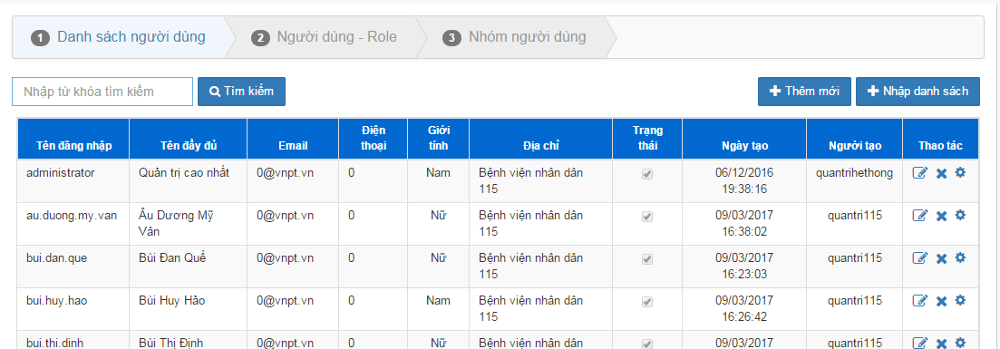 1 Danh sách người dùng 2 Người dùng - Role 3 Nhóm người dùng
Nhập từ khóa tìm kiếm Tìm kiếm Thêm mới Nhập danh sách
Tên đăng nhập Tên đầy đủ Email Điện thoại Giới tính Địa chỉ Trạng thái Ngày tạo Người tạo Thao tác
administrator Quản trị cao nhất 0@vnpt.vn 0 Nam Bệnh viện nhân dân 06/12/2016 quantrihethong
115 19:38:16
au.duong.my.van Âu Dương Mỹ 0@vnpt.vn 0 Nữ Bệnh viện nhân dân 09/03/2017 quantri115
Vân 115 16:38:02
bui.dan.que Bùi Đan Quế 0@vnpt.vn 0 Nữ Bệnh viện nhân dân 09/03/2017 quantri115
115 16:23:03
bui.huy.hao Bùi Huy Hảo 0@vnpt.vn 0 Nam Bệnh viện nhân dân 09/03/2017 quantri115
115 16:26:42
bui.thi.dinh Bùi Thị Định 0@vnpt.vn 0 Nữ Bệnh viện nhân dân 09/03/2017 quantri115